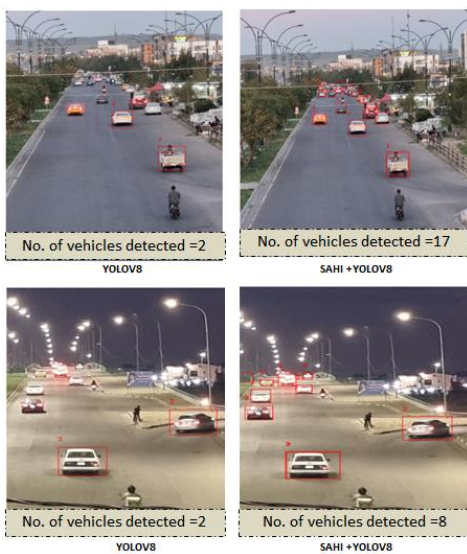 No. of vehicles detected =2
No. of vehicles detected =17
YOLOV8
SAHI +YOLOV8
No. of vehicles detected =2
No. of vehicles detected =8
YOLOV8
SAHI +YOLOV8